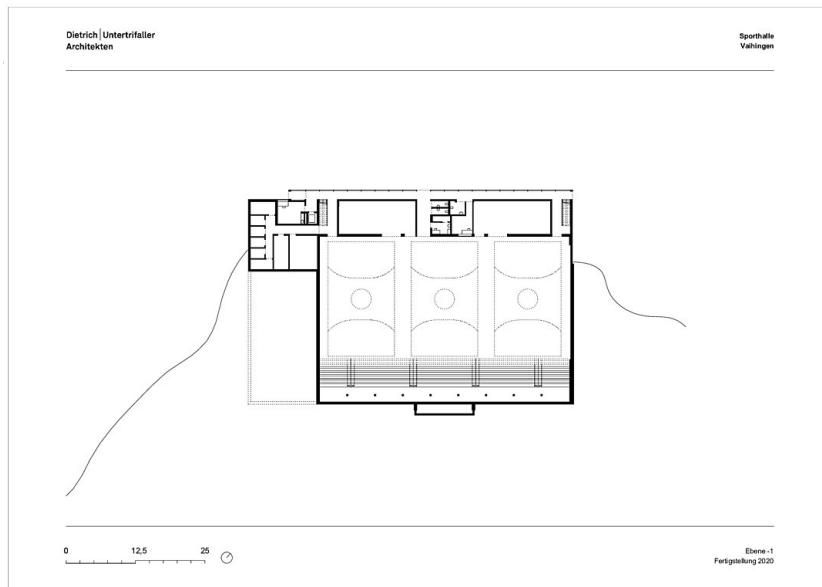 Dietrich|Untertrifaller
Architekten
Sporthalle
Vaihingen
0 12,5 25
Ebene -1
Fertigstellung 2020